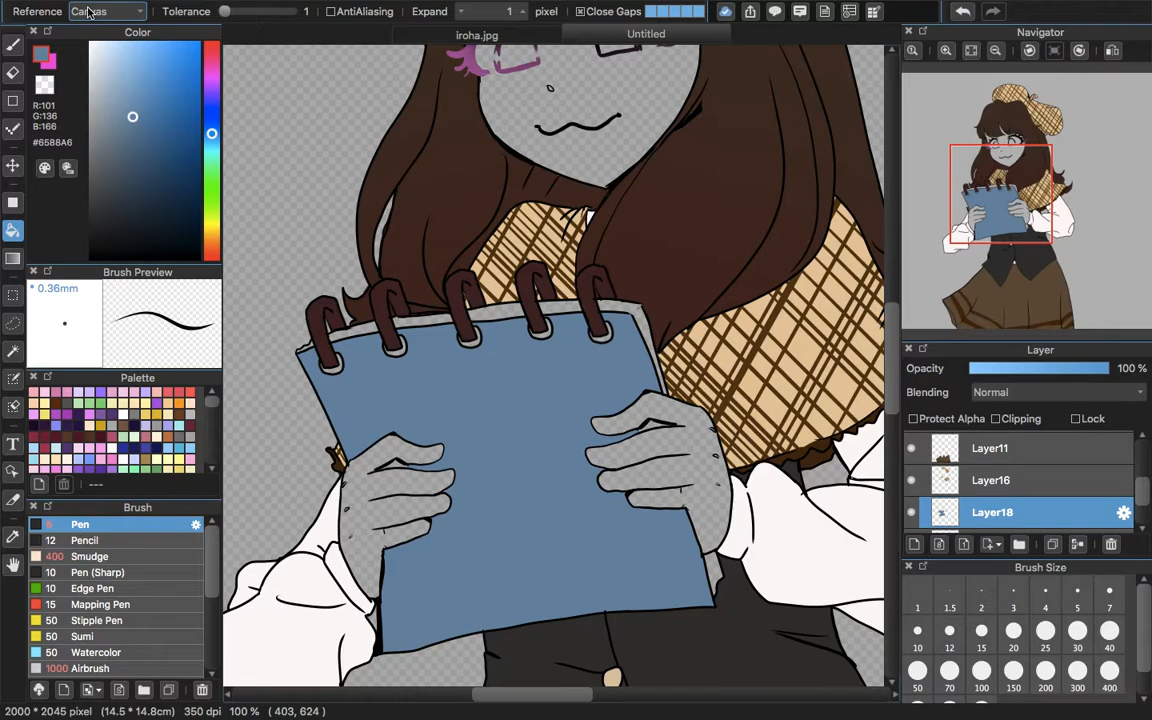 Reference Canvas Tolerance 1 AntiAliasing Expand 1 pixel Close Gaps
Color
iroha.jpg Untitled
Navigator
R:101
G:136
B:166
#6588A6
Brush Preview
* 0.36mm
Palette
---
Brush
5 Pen
12 Pencil
400 Smudge
10 Pen (Sharp)
10 Edge Pen
15 Mapping Pen
50 Stipple Pen
50 Sumi
50 Watercolor
1000 Airbrush
Layer
Opacity 100 %
Blending Normal
Protect Alpha Clipping Lock
Layer11
Layer16
Layer18
Brush Size
1 1.5 2 3 4 5 7
10 12 15 20 25 30 40
50 70 100 150 200 300 400
2000 * 2045 pixel (14.5 * 14.8cm) 350 dpi 100 % ( 403, 624 )